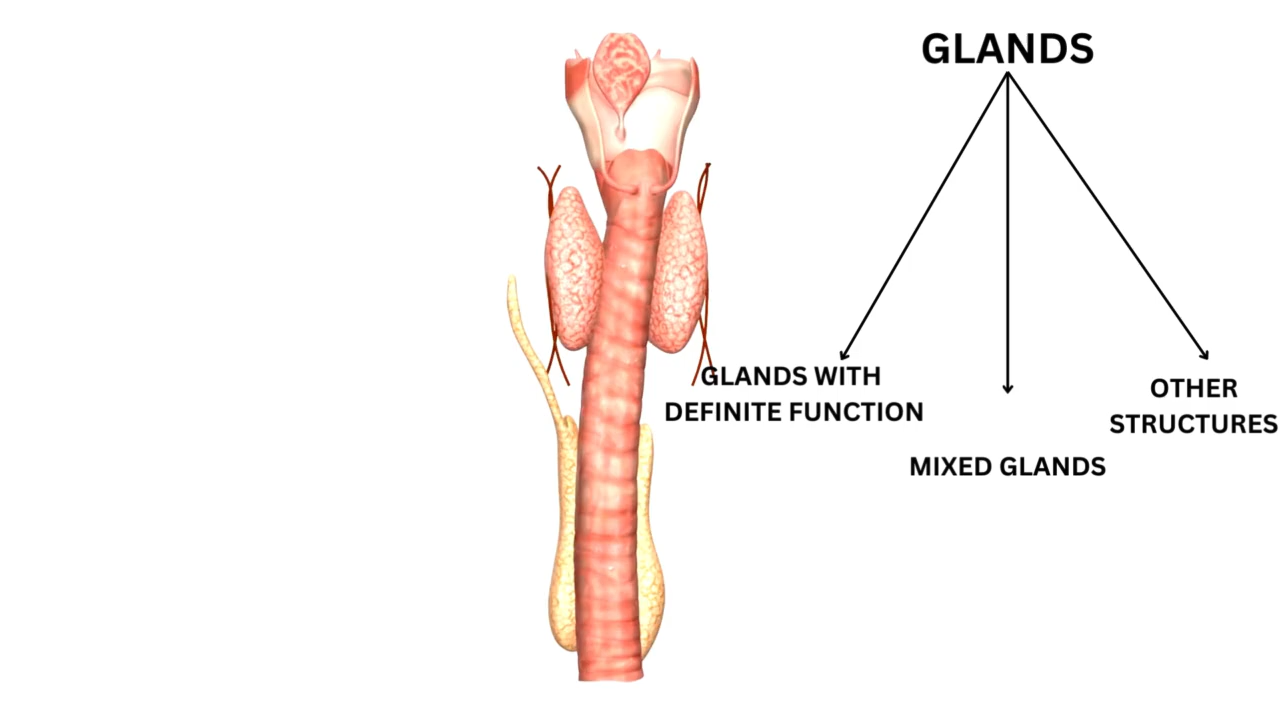 GLANDS
GLANDS WITH
DEFINITE FUNCTION
MIXED GLANDS
OTHER
STRUCTURES